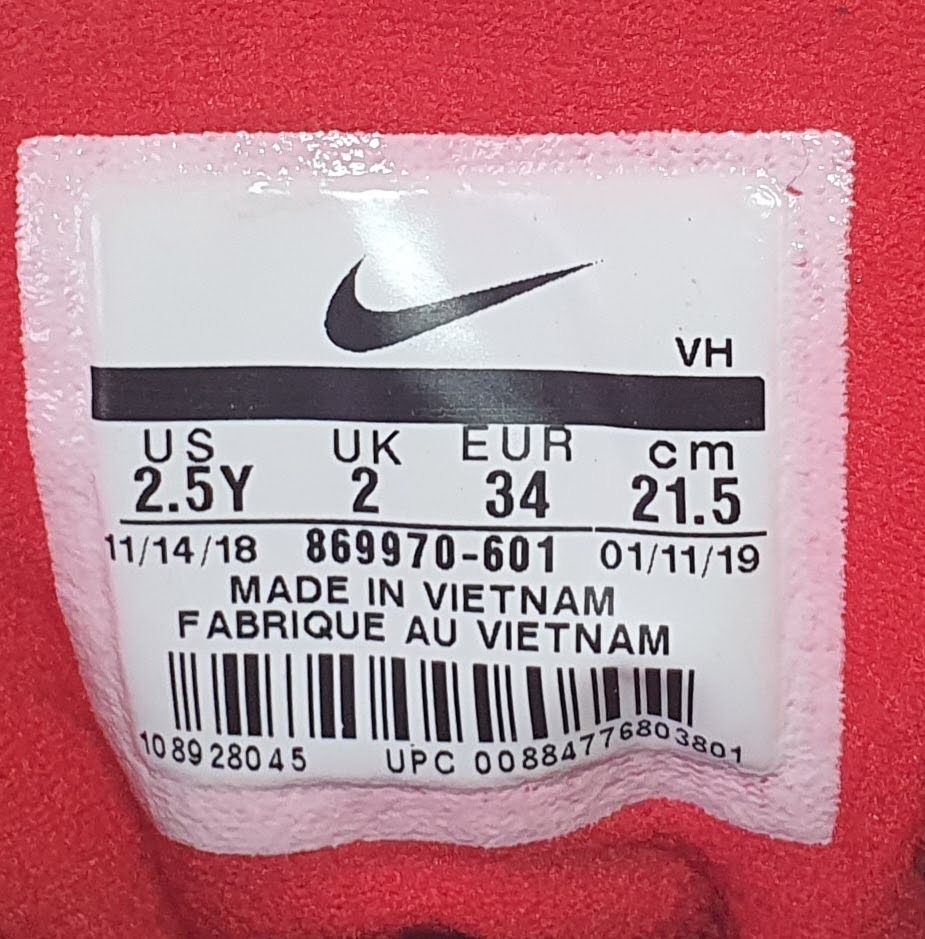 VH
US UK EUR cm
2.5Y 2 34 21.5
11/14/18 869970-601 01/11/19
MADE IN VIETNAM
FABRIQUE AU VIETNAM
108928045 UPC 00884776803801